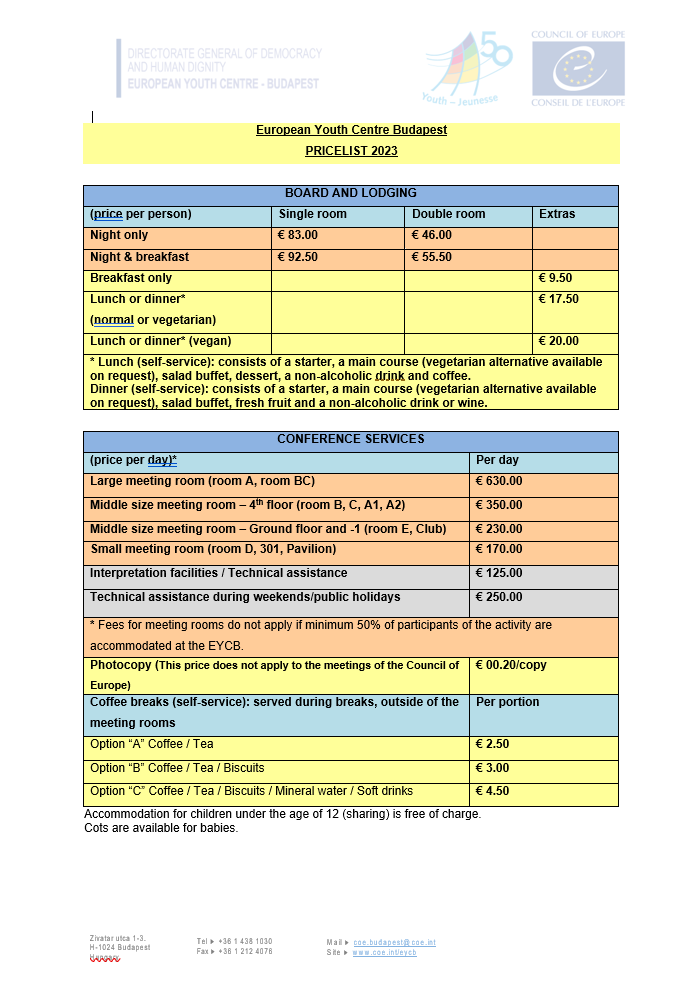 DIRECTORATE GENERAL OF DEMOCRACY
AND HUMAN DIGNITY
EUROPEAN YOUTH CENTRE - BUDAPEST
50
Youth – Jeunesse
COUNCIL OF EUROPE
CONSEIL DE L'EUROPE
European Youth Centre Budapest
PRICELIST 2023
BOARD AND LODGING
(price per person) Single room Double room Extras
Night only € 83.00 € 46.00
Night & breakfast € 92.50 € 55.50
Breakfast only € 9.50
Lunch or dinner* € 17.50
(normal or vegetarian)
Lunch or dinner* (vegan) € 20.00
* Lunch (self-service): consists of a starter, a main course (vegetarian alternative available
on request), salad buffet, dessert, a non-alcoholic drink and coffee.
Dinner (self-service): consists of a starter, a main course (vegetarian alternative available
on request), salad buffet, fresh fruit and a non-alcoholic drink or wine.
CONFERENCE SERVICES
(price per day)* Per day
Large meeting room (room A, room BC) € 630.00
Middle size meeting room – 4th floor (room B, C, A1, A2) € 350.00
Middle size meeting room – Ground floor and -1 (room E, Club) € 230.00
Small meeting room (room D, 301, Pavilion) € 170.00
Interpretation facilities / Technical assistance € 125.00
Technical assistance during weekends/public holidays € 250.00
* Fees for meeting rooms do not apply if minimum 50% of participants of the activity are
accommodated at the EYCB.
Photocopy (This price does not apply to the meetings of the Council of € 00.20/copy
Europe)
Coffee breaks (self-service): served during breaks, outside of the Per portion
meeting rooms
Option “A” Coffee / Tea € 2.50
Option “B” Coffee / Tea / Biscuits € 3.00
Option “C” Coffee / Tea / Biscuits / Mineral water / Soft drinks € 4.50
Accommodation for children under the age of 12 (sharing) is free of charge.
Cots are available for babies.
Zivatar utca 1-3. Tel +36 1 438 1030 Mail coe.budapest@coe.int
H-1024 Budapest Fax +36 1 212 4076 Site www.coe.int/eycb
Hungary